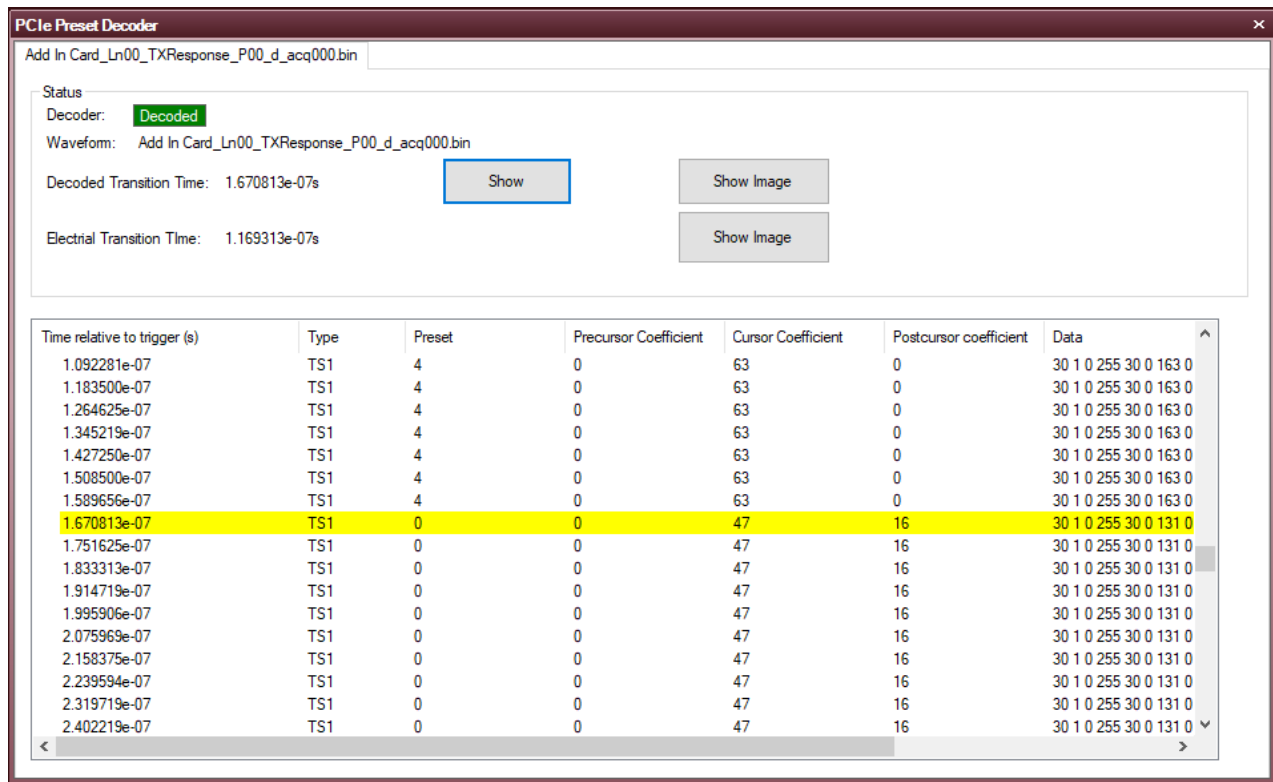 PCIe Preset Decoder
Add In Card_Ln00_TXResponse_P00_d_acq000.bin
Status
Decoder: Decoded
Waveform: Add In Card_Ln00_TXResponse_P00_d_acq000.bin
Decoded Transition Time: 1.670813e-07s Show Show Image
Electrial Transition TIme: 1.169313e-07s Show Image
Time relative to trigger (s) Type Preset Precursor Coefficient Cursor Coefficient Postcursor coefficient Data
1.092281e-07 TS1 4 0 63 0 30 1 0 255 30 0 163 0
1.183500e-07 TS1 4 0 63 0 30 1 0 255 30 0 163 0
1.264625e-07 TS1 4 0 63 0 30 1 0 255 30 0 163 0
1.345219e-07 TS1 4 0 63 0 30 1 0 255 30 0 163 0
1.427250e-07 TS1 4 0 63 0 30 1 0 255 30 0 163 0
1.508500e-07 TS1 4 0 63 0 30 1 0 255 30 0 163 0
1.589656e-07 TS1 4 0 63 0 30 1 0 255 30 0 163 0
1.670813e-07 TS1 0 0 47 16 30 1 0 255 30 0 131 0
1.751625e-07 TS1 0 0 47 16 30 1 0 255 30 0 131 0
1.833313e-07 TS1 0 0 47 16 30 1 0 255 30 0 131 0
1.914719e-07 TS1 0 0 47 16 30 1 0 255 30 0 131 0
1.995906e-07 TS1 0 0 47 16 30 1 0 255 30 0 131 0
2.075969e-07 TS1 0 0 47 16 30 1 0 255 30 0 131 0
2.158375e-07 TS1 0 0 47 16 30 1 0 255 30 0 131 0
2.239594e-07 TS1 0 0 47 16 30 1 0 255 30 0 131 0
2.319719e-07 TS1 0 0 47 16 30 1 0 255 30 0 131 0
2.402219e-07 TS1 0 0 47 16 30 1 0 255 30 0 131 0